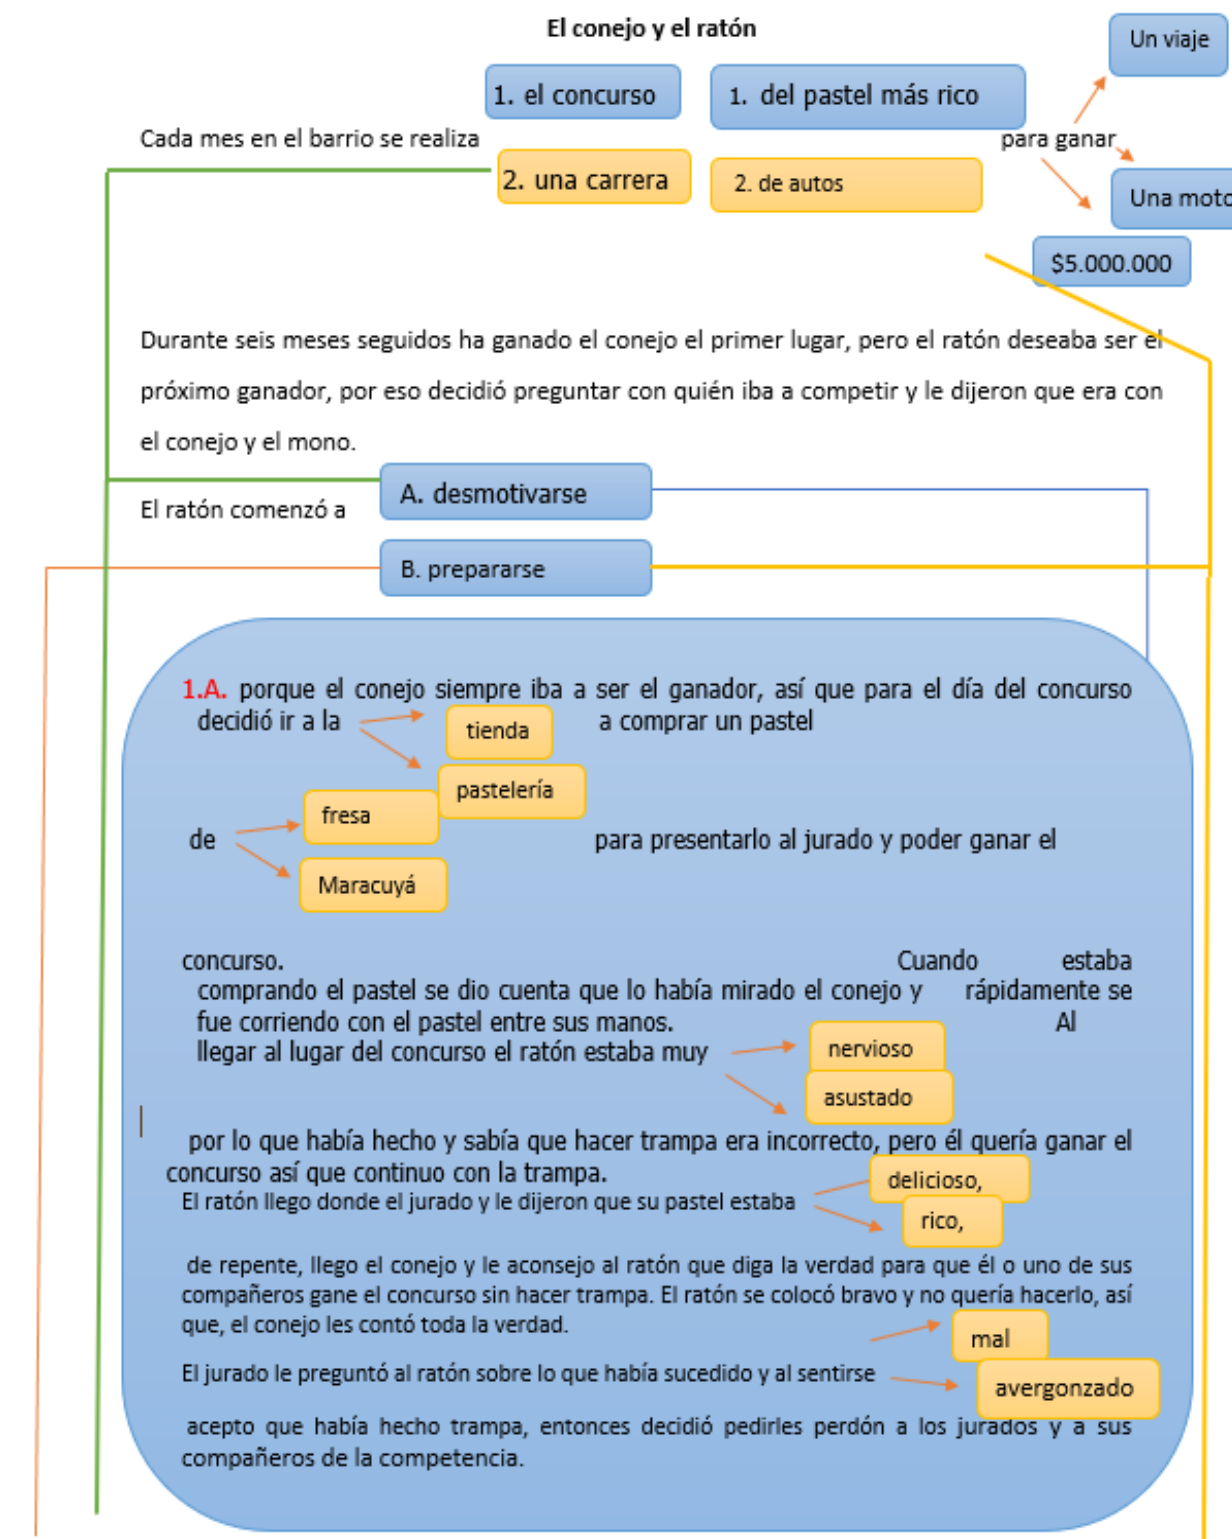 El conejo y el ratón
Un viaje
1. el concurso
1. del pastel más rico
Cada mes en el barrio se realiza
para ganar
2. una carrera
2. de autos
Una moto
$5.000.000
Durante seis meses seguidos ha ganado el conejo el primer lugar, pero el ratón deseaba ser el
próximo ganador, por eso decidió preguntar con quién iba a competir y le dijeron que era con
el conejo y el mono.
A. desmotivarse
El ratón comenzó a
B. prepararse
1.A. porque el conejo siempre iba a ser el ganador, así que para el día del concurso
decidió ir a la
tienda
a comprar un pastel
pastelería
fresa
de
para presentarlo al jurado y poder ganar el
Maracuyá
concurso. Cuando estaba
comprando el pastel se dio cuenta que lo había mirado el conejo y rápidamente se
fue corriendo con el pastel entre sus manos. Al
llegar al lugar del concurso el ratón estaba muy
nervioso
asustado
por lo que había hecho y sabía que hacer trampa era incorrecto, pero él quería ganar el
concurso así que continuo con la trampa.
delicioso,
El ratón llego donde el jurado y le dijeron que su pastel estaba
rico,
de repente, llego el conejo y le aconsejo al ratón que diga la verdad para que él o uno de sus
compañeros gane el concurso sin hacer trampa. El ratón se colocó bravo y no quería hacerlo, así
que, el conejo les contó toda la verdad.
mal
El jurado le preguntó al ratón sobre lo que había sucedido y al sentirse
avergonzado
acepto que había hecho trampa, entonces decidió pedirles perdón a los jurados y a sus
compañeros de la competencia.